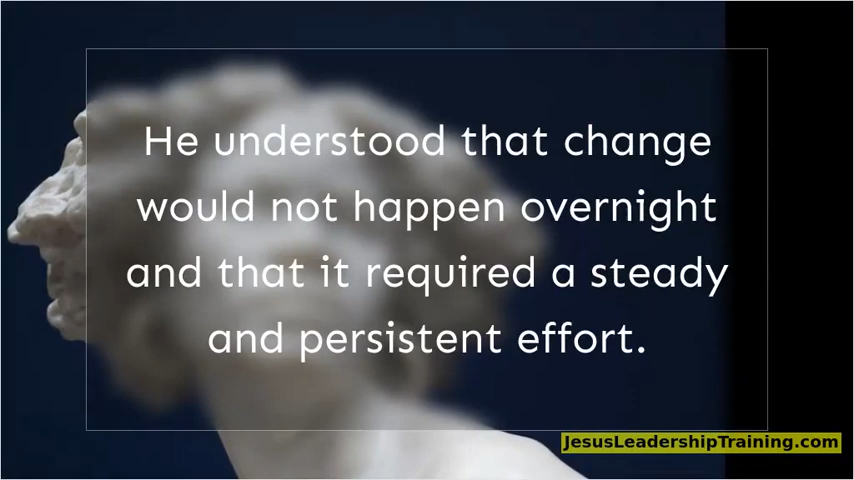 He understood that change
would not happen overnight
and that it required a steady
and persistent effort.
JesusLeadershipTraining.com